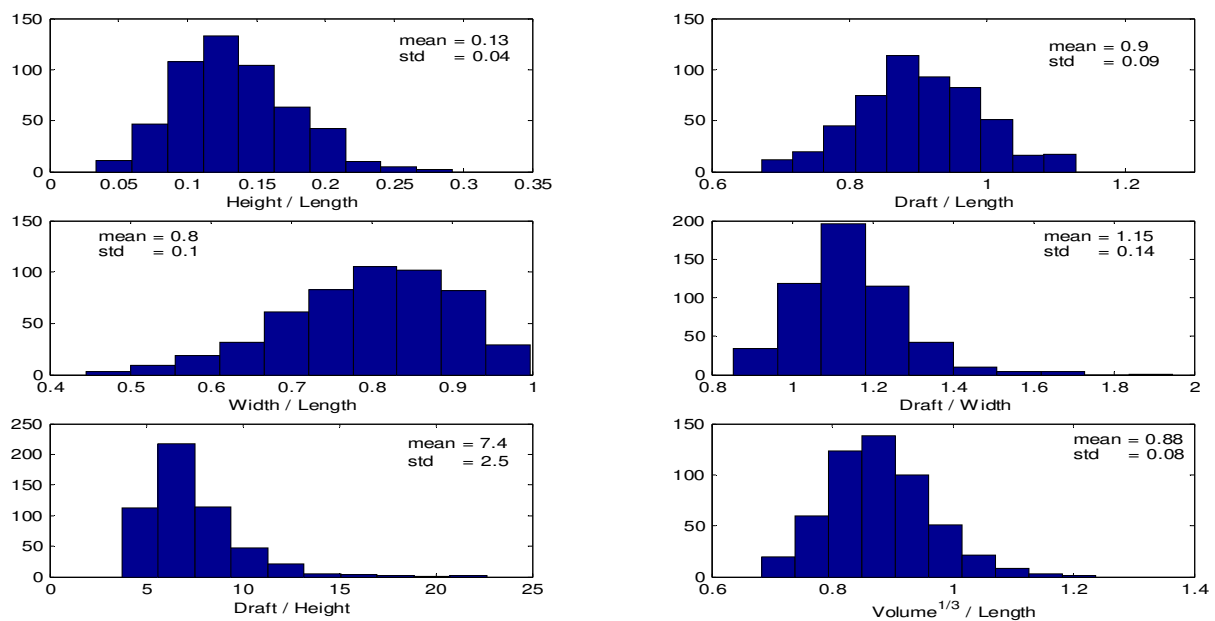 150
100
50
0
0 0.05 0.1 0.15 0.2 0.25 0.3 0.35
Height / Length
mean = 0.13
std = 0.04
150
100
50
0
0.6 0.8 1 1.2
Draft / Length
mean = 0.9
std = 0.09
150
100
50
0
0.4 0.5 0.6 0.7 0.8 0.9 1
Width / Length
mean = 0.8
std = 0.1
200
150
100
50
0
0.8 1 1.2 1.4 1.6 1.8 2
Draft / Width
mean = 1.15
std = 0.14
250
200
150
100
50
0
0 5 10 15 20 25
Draft / Height
mean = 7.4
std = 2.5
150
100
50
0
0.6 0.8 1 1.2 1.4
Volume^1/3 / Length
mean = 0.88
std = 0.08